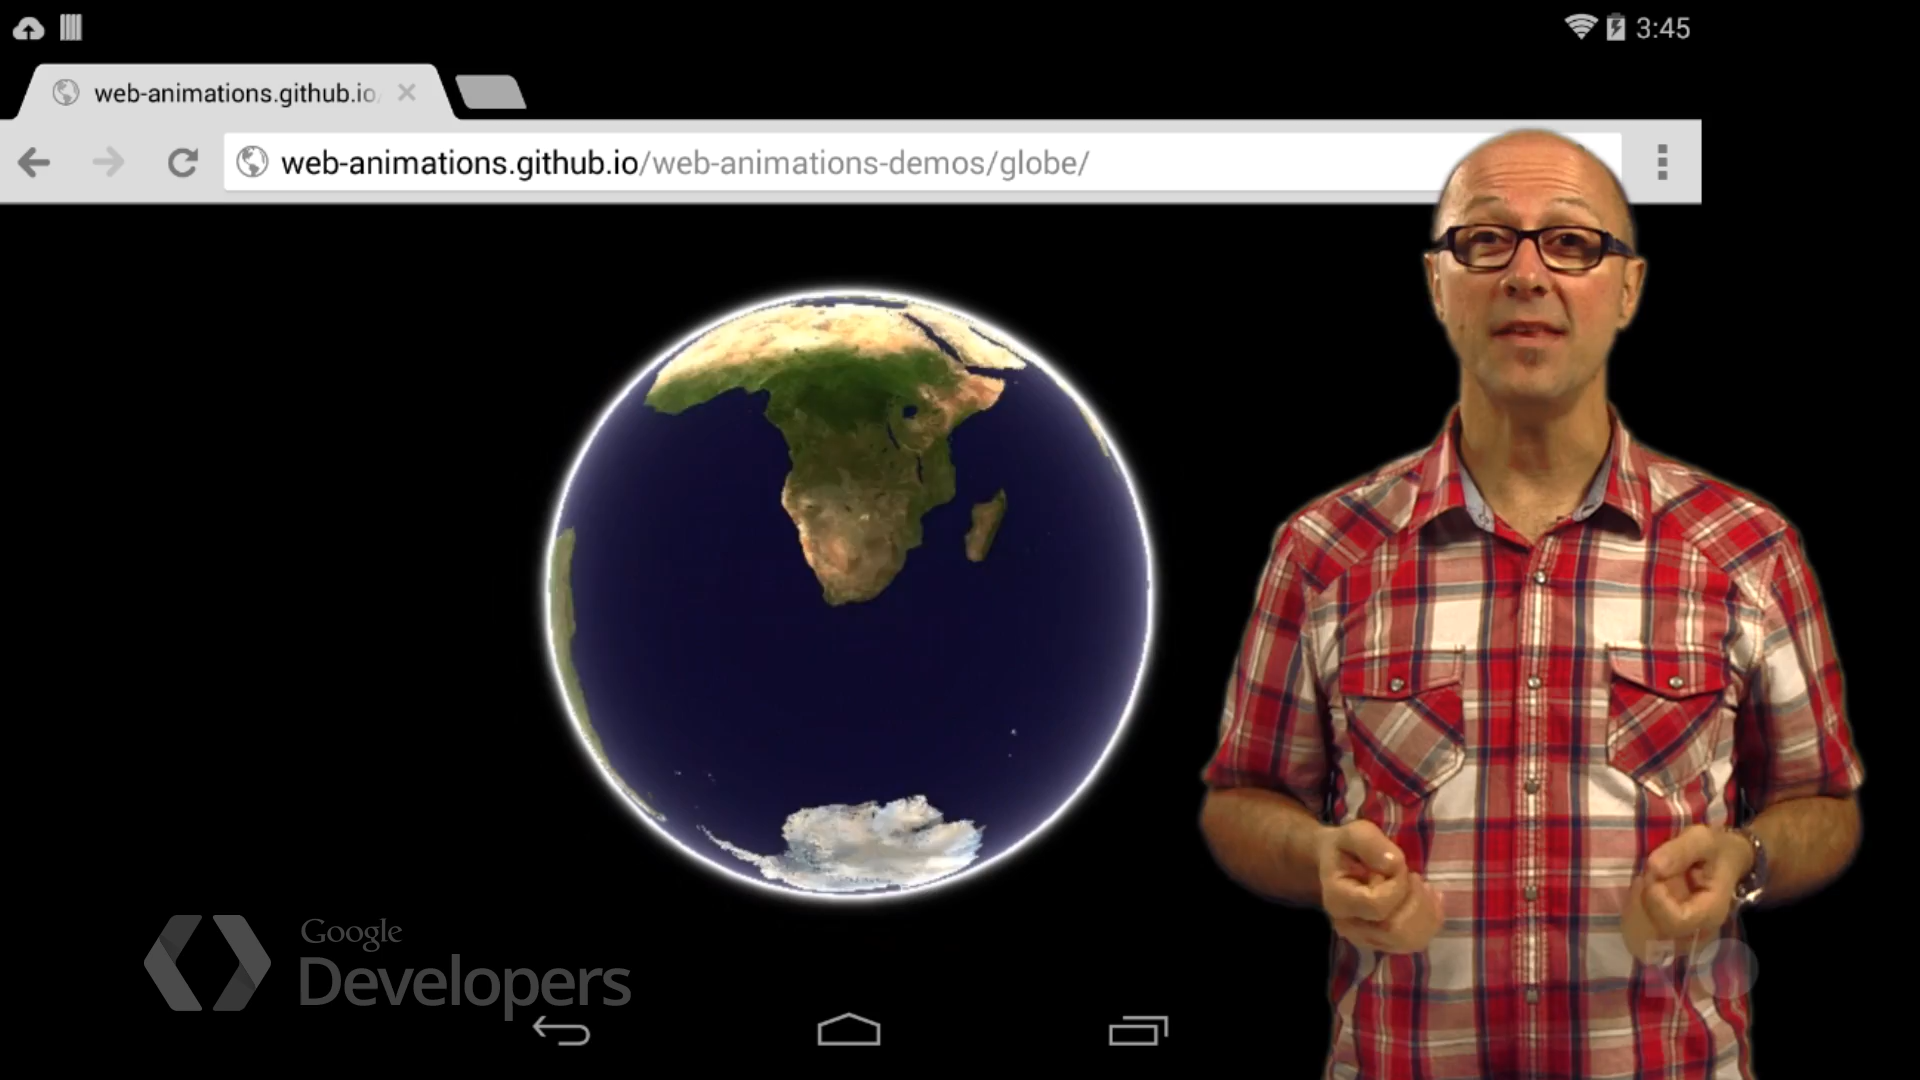 3:45
web-animations.github.io/
web-animations.github.io/web-animations-demos/globe/
Google
Developers
I/O